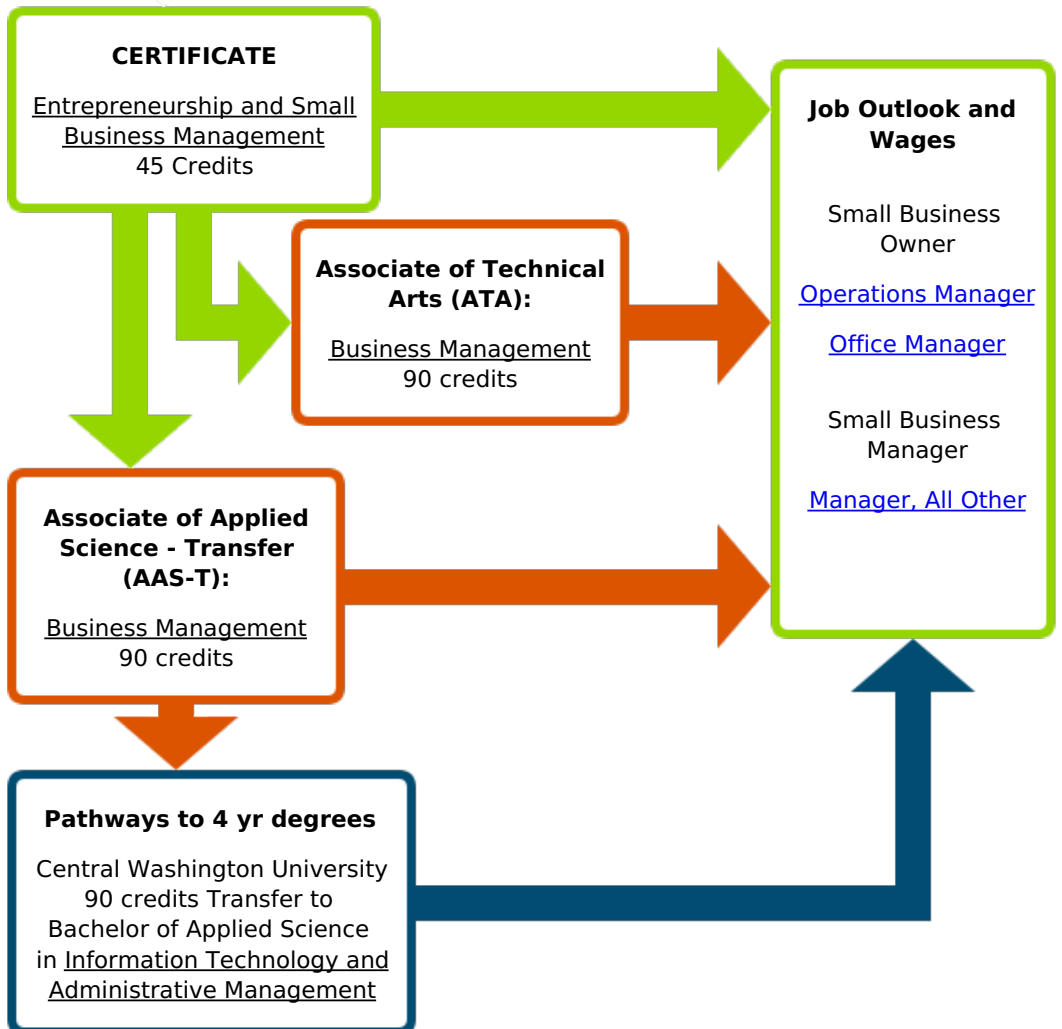 CERTIFICATE
Entrepreneurship and Small
Business Management
45 Credits
Associate of Technical
Arts (ATA):
Business Management
90 credits
Associate of Applied
Science - Transfer
(AAS-T):
Business Management
90 credits
Pathways to 4 yr degrees
Central Washington University
90 credits Transfer to
Bachelor of Applied Science
in Information Technology and
Administrative Management
Job Outlook and
Wages
Small Business
Owner
Operations Manager
Office Manager
Small Business
Manager
Manager, All Other